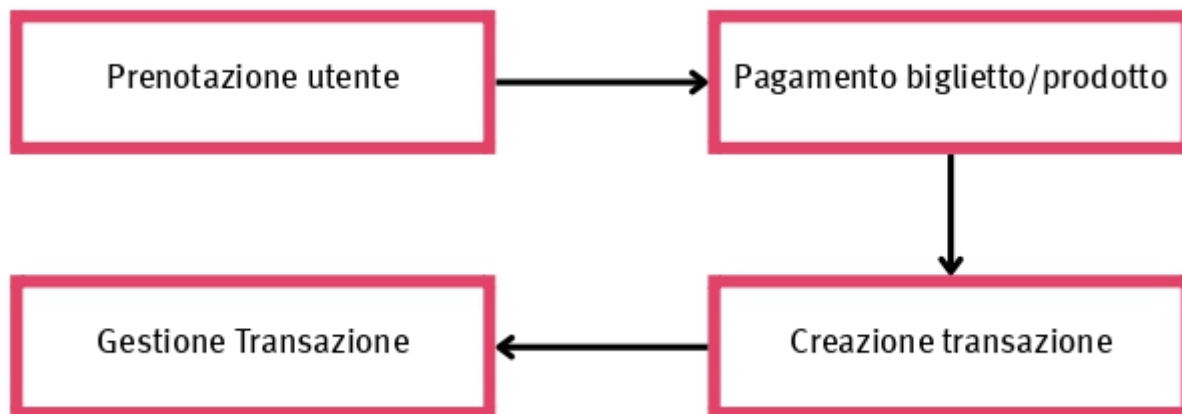 Prenotazione utente
Pagamento biglietto/prodotto
Creazione transazione
Gestione Transazione